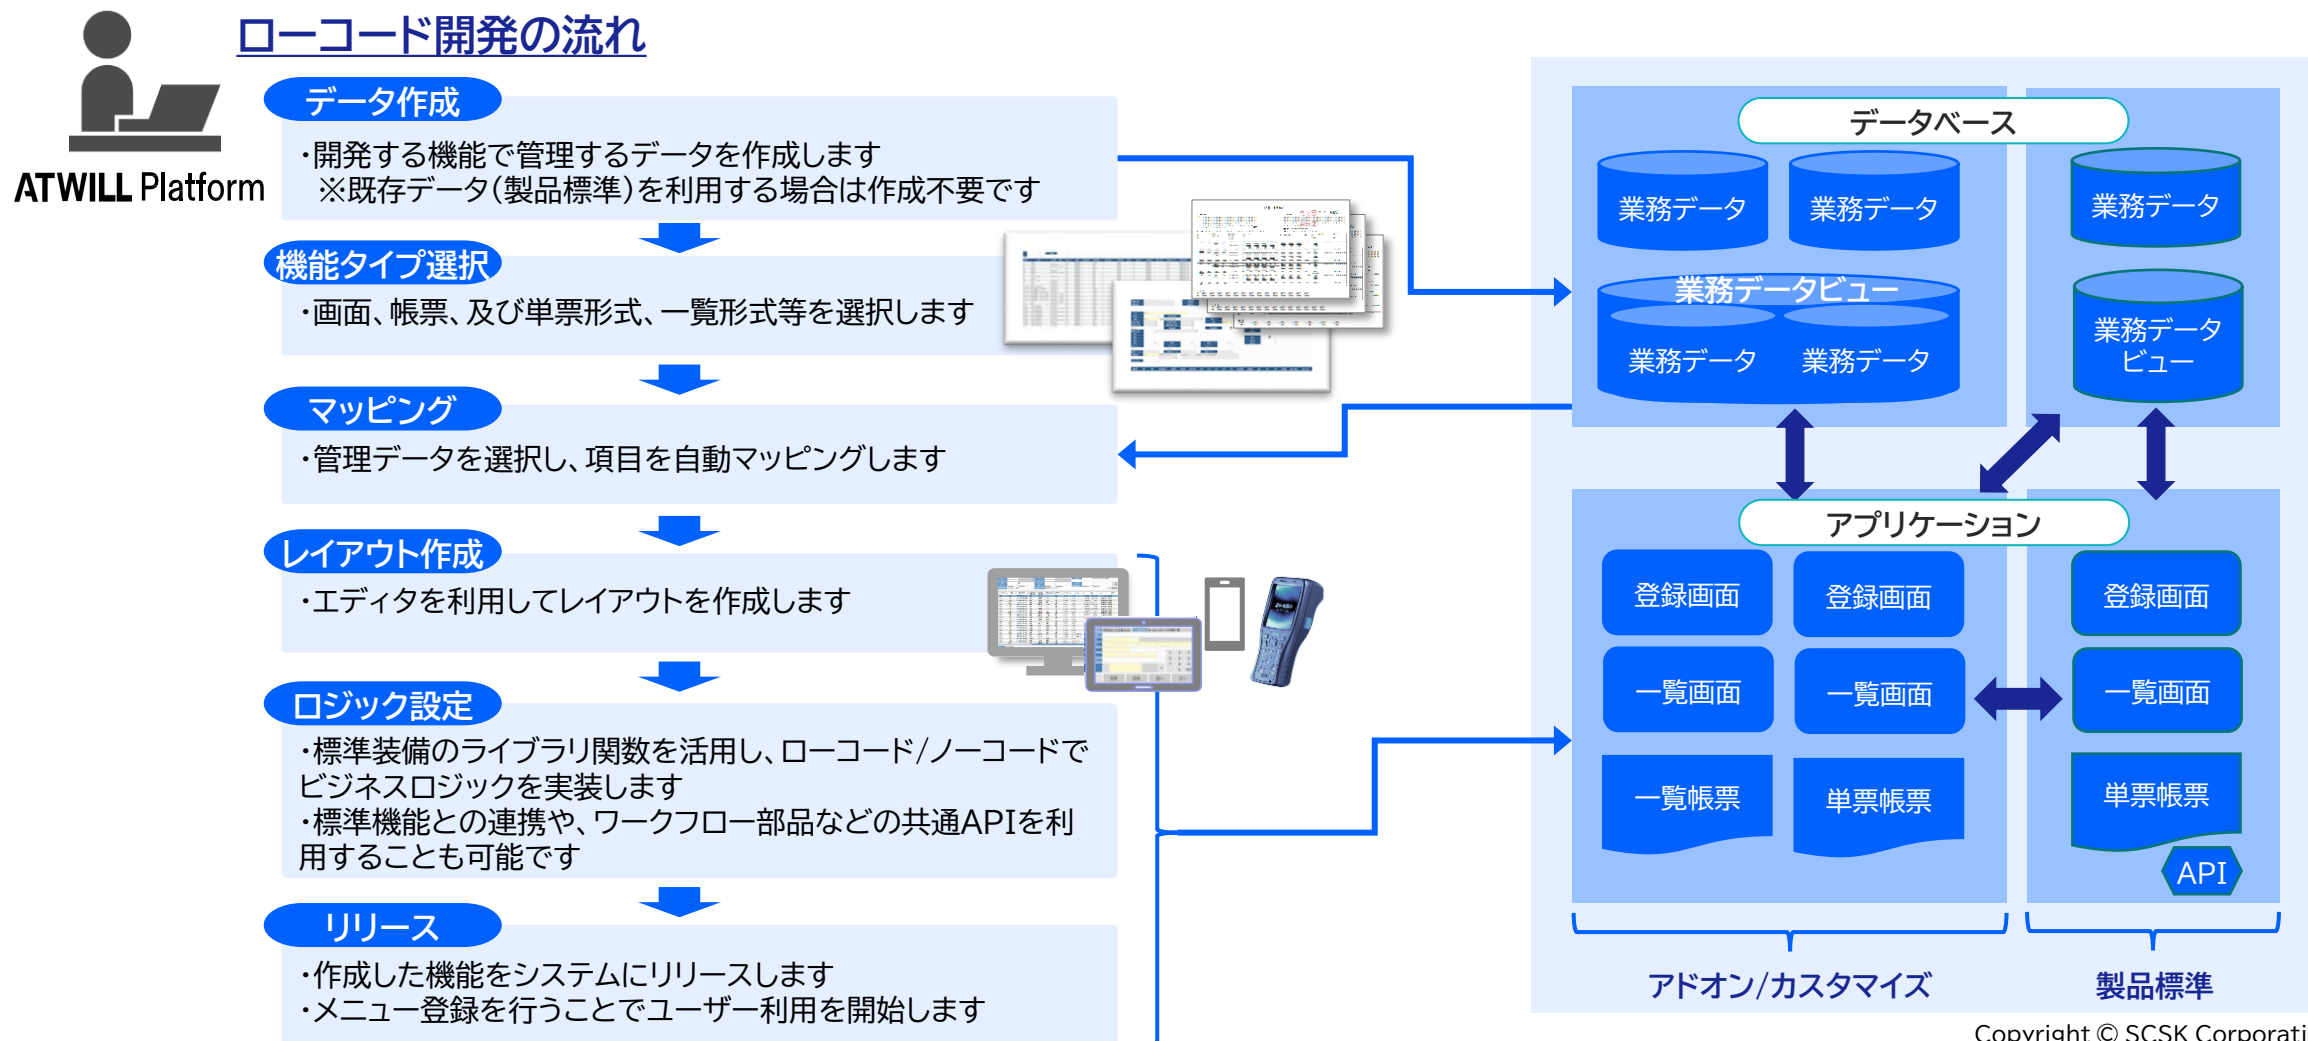 ローコード開発の流れ
ATWILL Platform
データ作成
・開発する機能で管理するデータを作成します
※既存データ（製品標準）を利用する場合は作成不要です
機能タイプ選択
・画面、帳票、及び単票形式、一覧形式等を選択します
マッピング
・管理データを選択し、項目を自動マッピングします
レイアウト作成
・エディタを利用してレイアウトを作成します
ロジック設定
・標準装備のライブラリ関数を活用し、ローコード/ノーコードで
ビジネスロジックを実装します
・標準機能との連携や、ワークフロー部品などの共通APIを利
用することも可能です
リリース
・作成した機能をシステムにリリースします
・メニュー登録を行うことでユーザー利用を開始します
データベース
業務データ
業務データ
業務データ
業務データビュー
業務データ
業務データ
業務データ
ビュー
アプリケーション
登録画面
登録画面
登録画面
一覧画面
一覧画面
一覧画面
一覧帳票
単票帳票
単票帳票
API
アドオン/カスタマイズ
製品標準
Copyright © SCSK Corporati